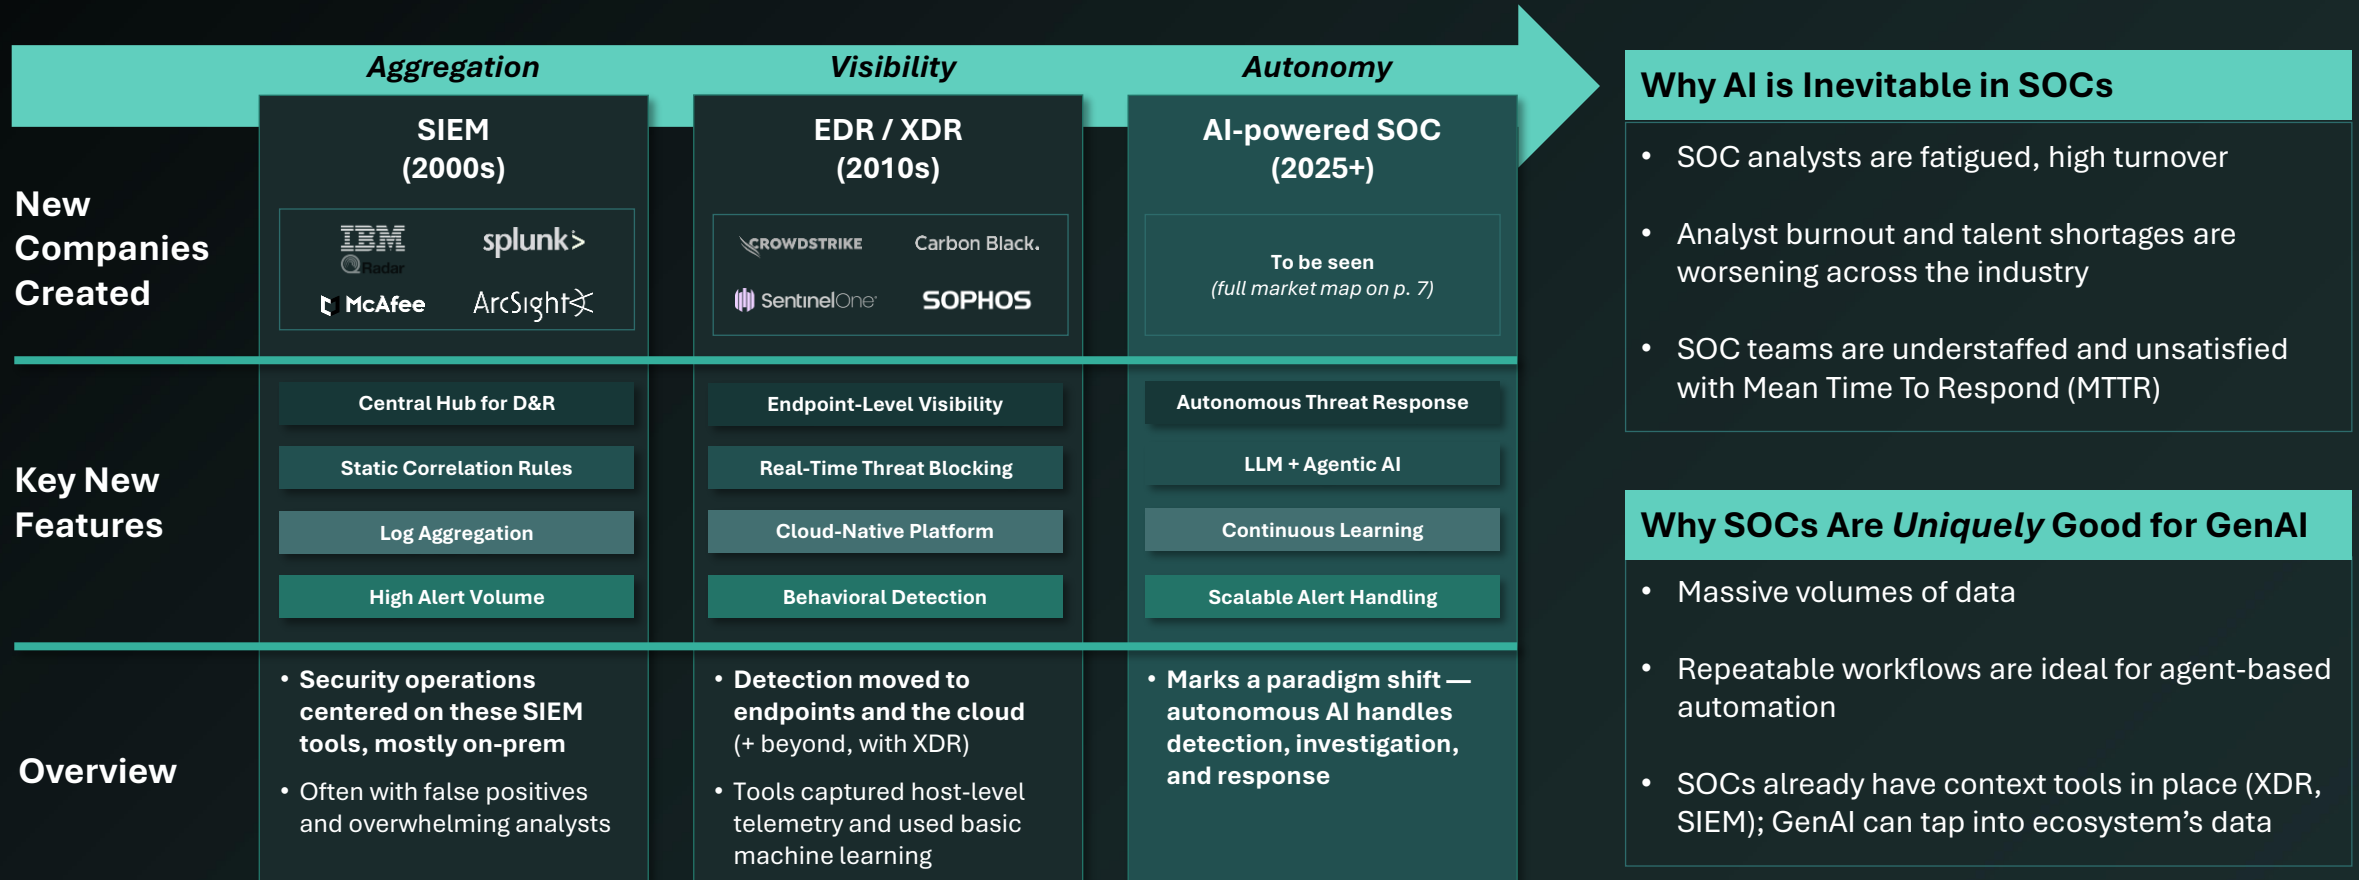 Aggregation
Visibility
Autonomy
SIEM
(2000s)
EDR / XDR
(2010s)
AI-powered SOC
(2025+)
New
Companies
Created
IBM
QRadar
splunk>
McAfee
ArcSight
CROWDSTRIKE
Carbon Black.
SentinelOne
SOPHOS
To be seen
(full market map on p. 7)
Key New
Features
Central Hub for D&R
Static Correlation Rules
Log Aggregation
High Alert Volume
Endpoint-Level Visibility
Real-Time Threat Blocking
Cloud-Native Platform
Behavioral Detection
Autonomous Threat Response
LLM + Agentic AI
Continuous Learning
Scalable Alert Handling
Overview
• Security operations
centered on these SIEM
tools, mostly on-prem
• Often with false positives
and overwhelming analysts
• Detection moved to
endpoints and the cloud
(+ beyond, with XDR)
• Tools captured host-level
telemetry and used basic
machine learning
• Marks a paradigm shift —
autonomous AI handles
detection, investigation,
and response
Why AI is Inevitable in SOCs
• SOC analysts are fatigued, high turnover
• Analyst burnout and talent shortages are
worsening across the industry
• SOC teams are understaffed and unsatisfied
with Mean Time To Respond (MTTR)
Why SOCs Are Uniquely Good for GenAI
• Massive volumes of data
• Repeatable workflows are ideal for agent-based
automation
• SOCs already have context tools in place (XDR,
SIEM); GenAI can tap into ecosystem's data